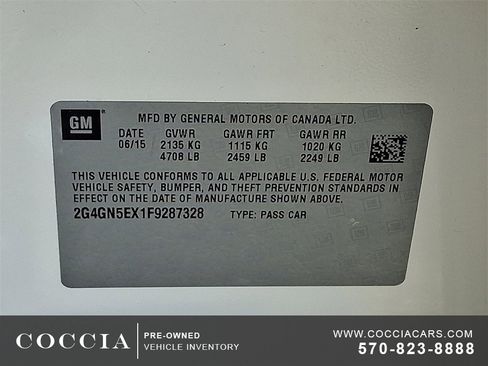 GM
MFD BY GENERAL MOTORS OF CANADA LTD.
DATE GVWR GAWR FRT GAWR RR
06/15 2135 KG 1115 KG 1020 KG
4708 LB 2459 LB 2249 LB
THIS VEHICLE CONFORMS TO ALL APPLICABLE U.S. FEDERAL MOTOR
VEHICLE SAFETY, BUMPER, AND THEFT PREVENTION STANDARDS IN
EFFECT ON THE DATE OF MANUFACTURE SHOWN ABOVE.
2G4GN5EX1F9287328 TYPE: PASS CAR
COCCIA PRE-OWNED VEHICLE INVENTORY
WWW.COCCIACARS.COM
570-823-8888